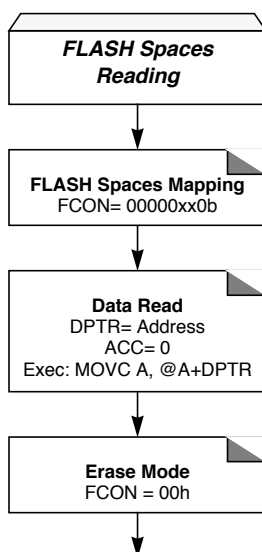 FLASH Spaces
Reading
FLASH Spaces Mapping
FCON= 00000xx0b
Data Read
DPTR= Address
ACC= 0
Exec: MOVC A, @A+DPTR
Erase Mode
FCON = 00h